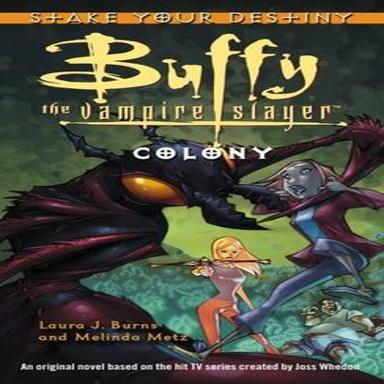 STAKE YOUR DESTINY
Buffy
the vampire slayer™
COLONY
Laura J. Burns
and Melinda Metz
An original novel based on the hit TV series created by Joss Whedon